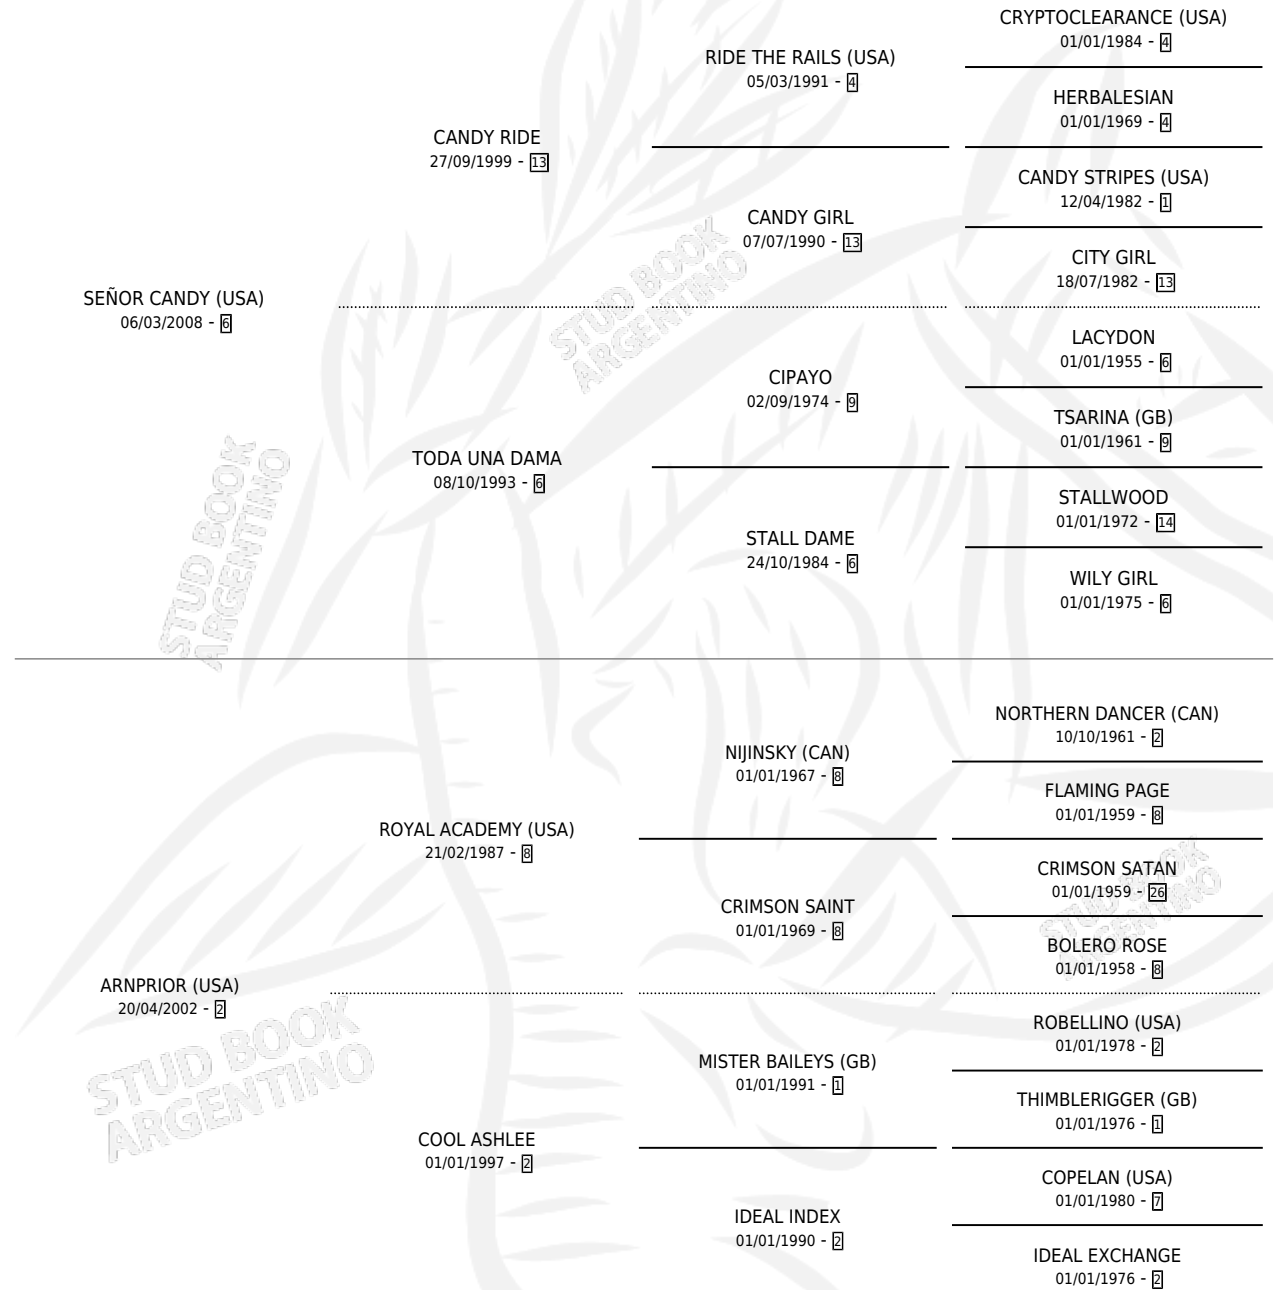 CRYPTOCLEARANCE (USA)
01/01/1984 - 4
RIDE THE RAILS (USA)
05/03/1991 - 4
HERBALESIAN
01/01/1969 - 4
CANDY RIDE
27/09/1999 - 13
CANDY STRIPES (USA)
12/04/1982 - 1
CANDY GIRL
07/07/1990 - 13
CITY GIRL
18/07/1982 - 13
SEÑOR CANDY (USA)
06/03/2008 - 6
STUD BOOK
ARGENTINO
LACYDON
01/01/1955 - 6
CIPAYO
02/09/1974 - 9
TSARINA (GB)
01/01/1961 - 9
TODA UNA DAMA
08/10/1993 - 6
STALLWOOD
01/01/1972 - 14
STALL DAME
24/10/1984 - 6
WILY GIRL
01/01/1975 - 6
STUD BOOK
ARGENTINO
NORTHERN DANCER (CAN)
10/10/1961 - 2
NIJINSKY (CAN)
01/01/1967 - 8
FLAMING PAGE
01/01/1959 - 8
ROYAL ACADEMY (USA)
21/02/1987 - 8
CRIMSON SATAN
01/01/1959 - 26
CRIMSON SAINT
01/01/1969 - 8
STUD BOOK
ARGENTINO
BOLERO ROSE
01/01/1958 - 8
ARNPRIOR (USA)
20/04/2002 - 2
STUD BOOK
ARGENTINO
ROBELLINO (USA)
01/01/1978 - 2
MISTER BAILEYS (GB)
01/01/1991 - 1
THIMBLERIGGER (GB)
01/01/1976 - 1
COOL ASHLEE
01/01/1997 - 2
COPELAN (USA)
01/01/1980 - 7
IDEAL INDEX
01/01/1990 - 2
IDEAL EXCHANGE
01/01/1976 - 2